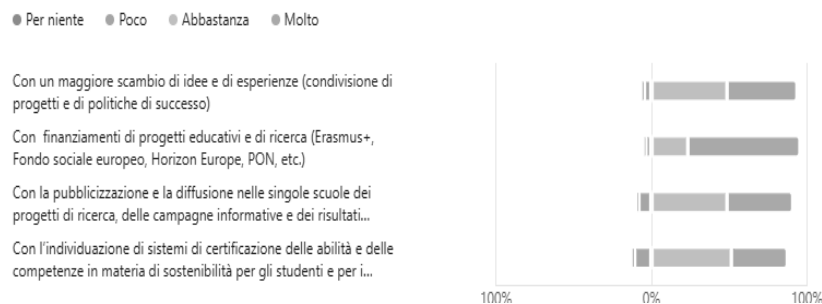 Per niente Poco Abbastanza Molto
Con un maggiore scambio di idee e di esperienze (condivisione di
progetti e di politiche di successo)
Con finanziamenti di progetti educativi e di ricerca (Erasmus+,
Fondo sociale europeo, Horizon Europe, PON, etc.)
Con la pubblicizzazione e la diffusione nelle singole scuole dei
progetti di ricerca, delle campagne informative e dei risultati...
Con l'individuazione di sistemi di certificazione delle abilità e delle
competenze in materia di sostenibilità per gli studenti e per i...
100% 0% 100%